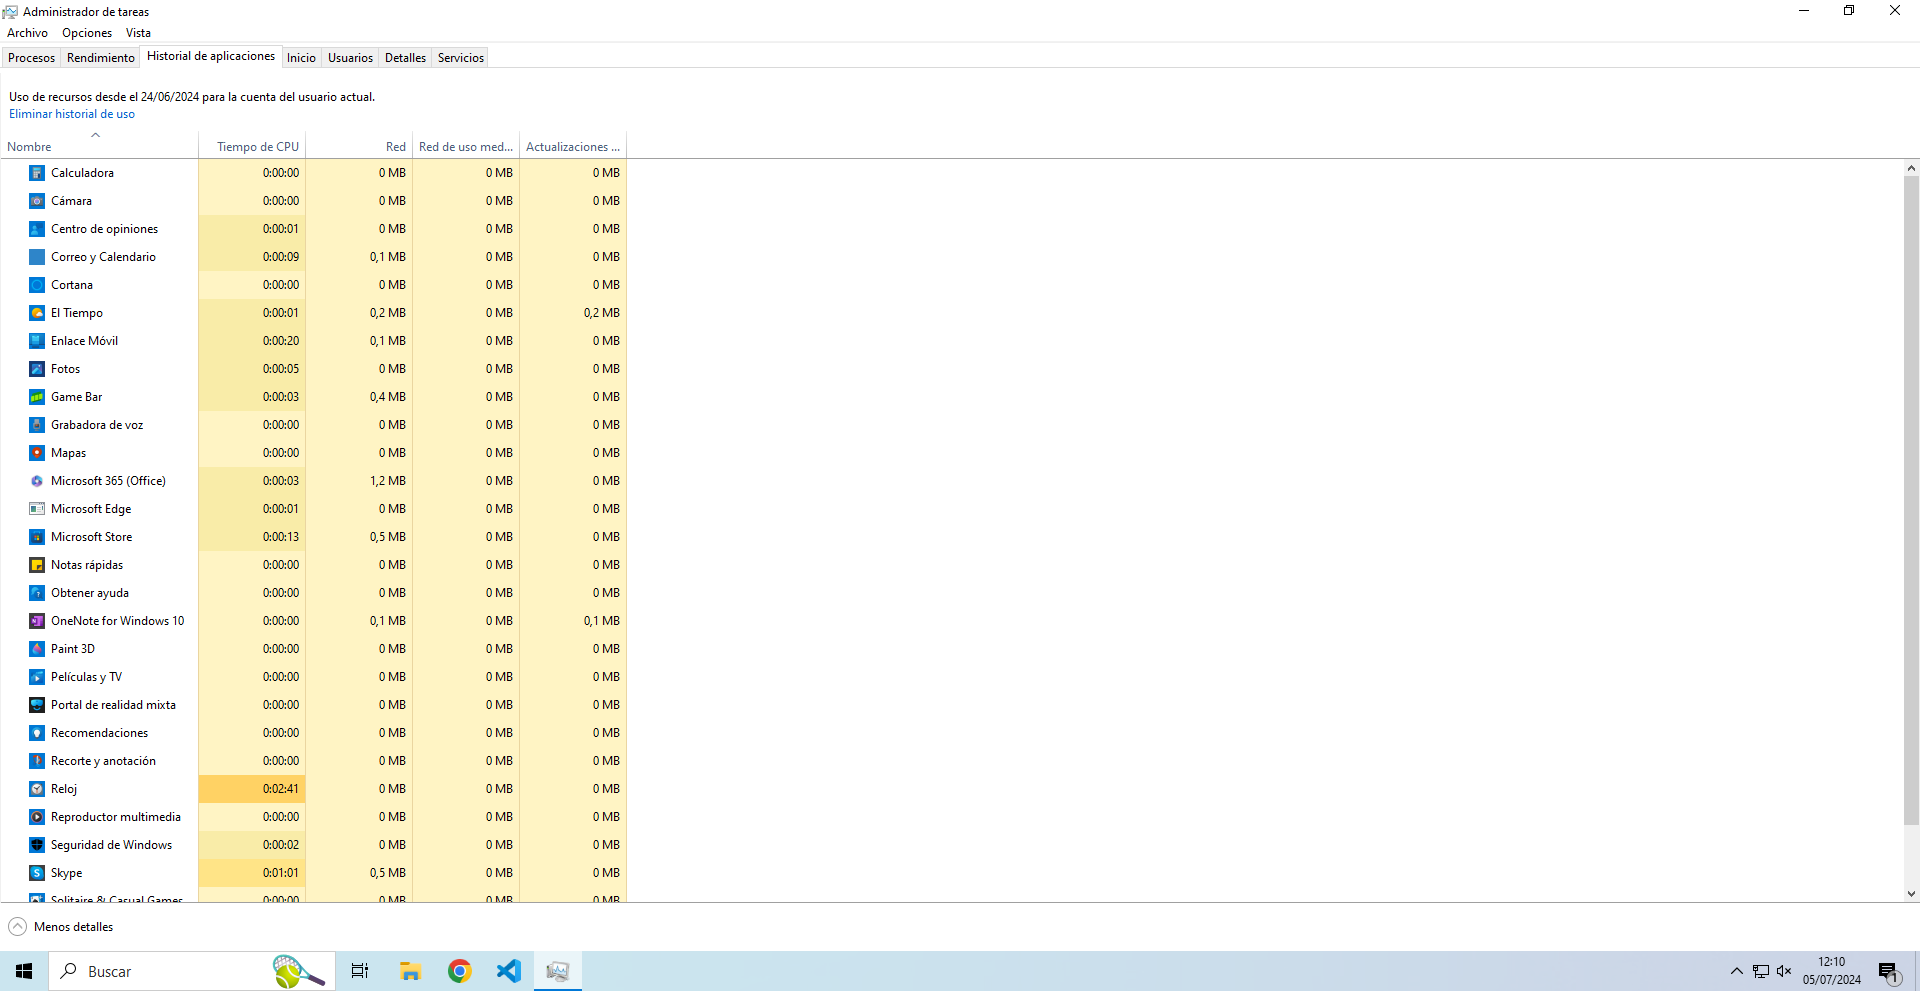 Administrador de tareas
Archivo Opciones Vista
Procesos Rendimiento Historial de aplicaciones Inicio Usuarios Detalles Servicios
Uso de recursos desde el 24/06/2024 para la cuenta del usuario actual.
Eliminar historial de uso
Nombre Tiempo de CPU Red Red de uso med... Actualizaciones ...
Calculadora 0:00:00 0 MB 0 MB 0 MB
Cámara 0:00:00 0 MB 0 MB 0 MB
Centro de opiniones 0:00:01 0 MB 0 MB 0 MB
Correo y Calendario 0:00:09 0,1 MB 0 MB 0 MB
Cortana 0:00:00 0 MB 0 MB 0 MB
El Tiempo 0:00:01 0,2 MB 0 MB 0,2 MB
Enlace Móvil 0:00:20 0,1 MB 0 MB 0 MB
Fotos 0:00:05 0 MB 0 MB 0 MB
Game Bar 0:00:03 0,4 MB 0 MB 0 MB
Grabadora de voz 0:00:00 0 MB 0 MB 0 MB
Mapas 0:00:00 0 MB 0 MB 0 MB
Microsoft 365 (Office) 0:00:03 1,2 MB 0 MB 0 MB
Microsoft Edge 0:00:01 0 MB 0 MB 0 MB
Microsoft Store 0:00:13 0,5 MB 0 MB 0 MB
Notas rápidas 0:00:00 0 MB 0 MB 0 MB
Obtener ayuda 0:00:00 0 MB 0 MB 0 MB
OneNote for Windows 10 0:00:00 0,1 MB 0 MB 0,1 MB
Paint 3D 0:00:00 0 MB 0 MB 0 MB
Películas y TV 0:00:00 0 MB 0 MB 0 MB
Portal de realidad mixta 0:00:00 0 MB 0 MB 0 MB
Recomendaciones 0:00:00 0 MB 0 MB 0 MB
Recorte y anotación 0:00:00 0 MB 0 MB 0 MB
Reloj 0:02:41 0 MB 0 MB 0 MB
Reproductor multimedia 0:00:00 0 MB 0 MB 0 MB
Seguridad de Windows 0:00:02 0 MB 0 MB 0 MB
Skype 0:01:01 0,5 MB 0 MB 0 MB
Solitaire & Casual Games 0:00:00 0 MB 0 MB 0 MB
Menos detalles
Buscar
12:10
05/07/2024
1